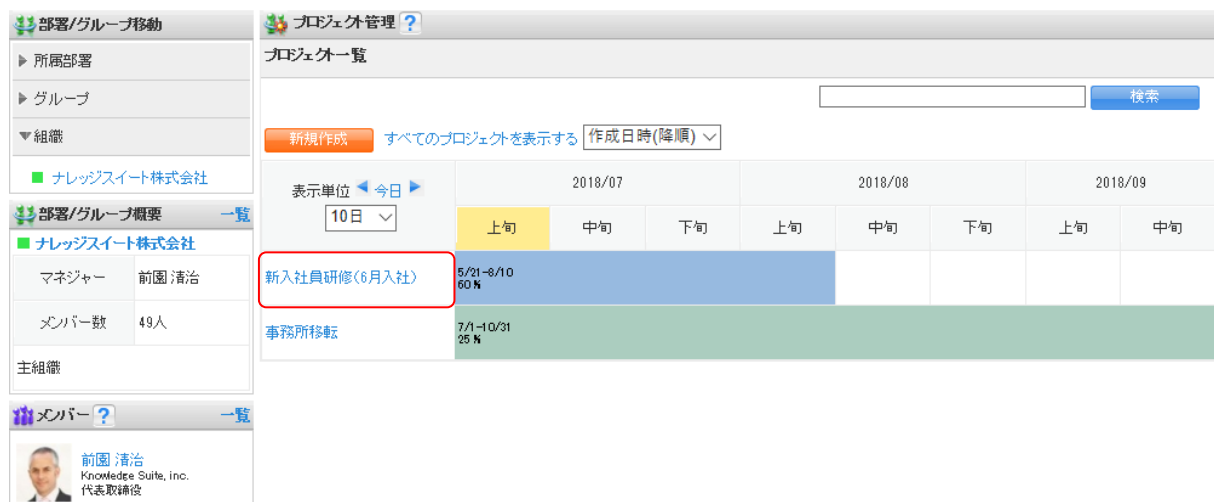 部署/グループ移動
▶ 所属部署
▶ グループ
▼組織
ナレッジスイート株式会社
部署/グループ概要 一覧
ナレッジスイート株式会社
マネジャー 前園 清治
メンバー数 49人
主組織
メンバー ? 一覧
前園 清治
Knowledge Suite, inc.
代表取締役
プロジェクト管理 ?
プロジェクト一覧
検索
新規作成 すべてのプロジェクトを表示する 作成日時(降順)
表示単位 今日
10日
2018/07 2018/08 2018/09
上旬 中旬 下旬 上旬 中旬 下旬 上旬 中旬
新入社員研修(6月入社)
5/21-8/10
60 %
事務所移転
7/1-10/31
25 %